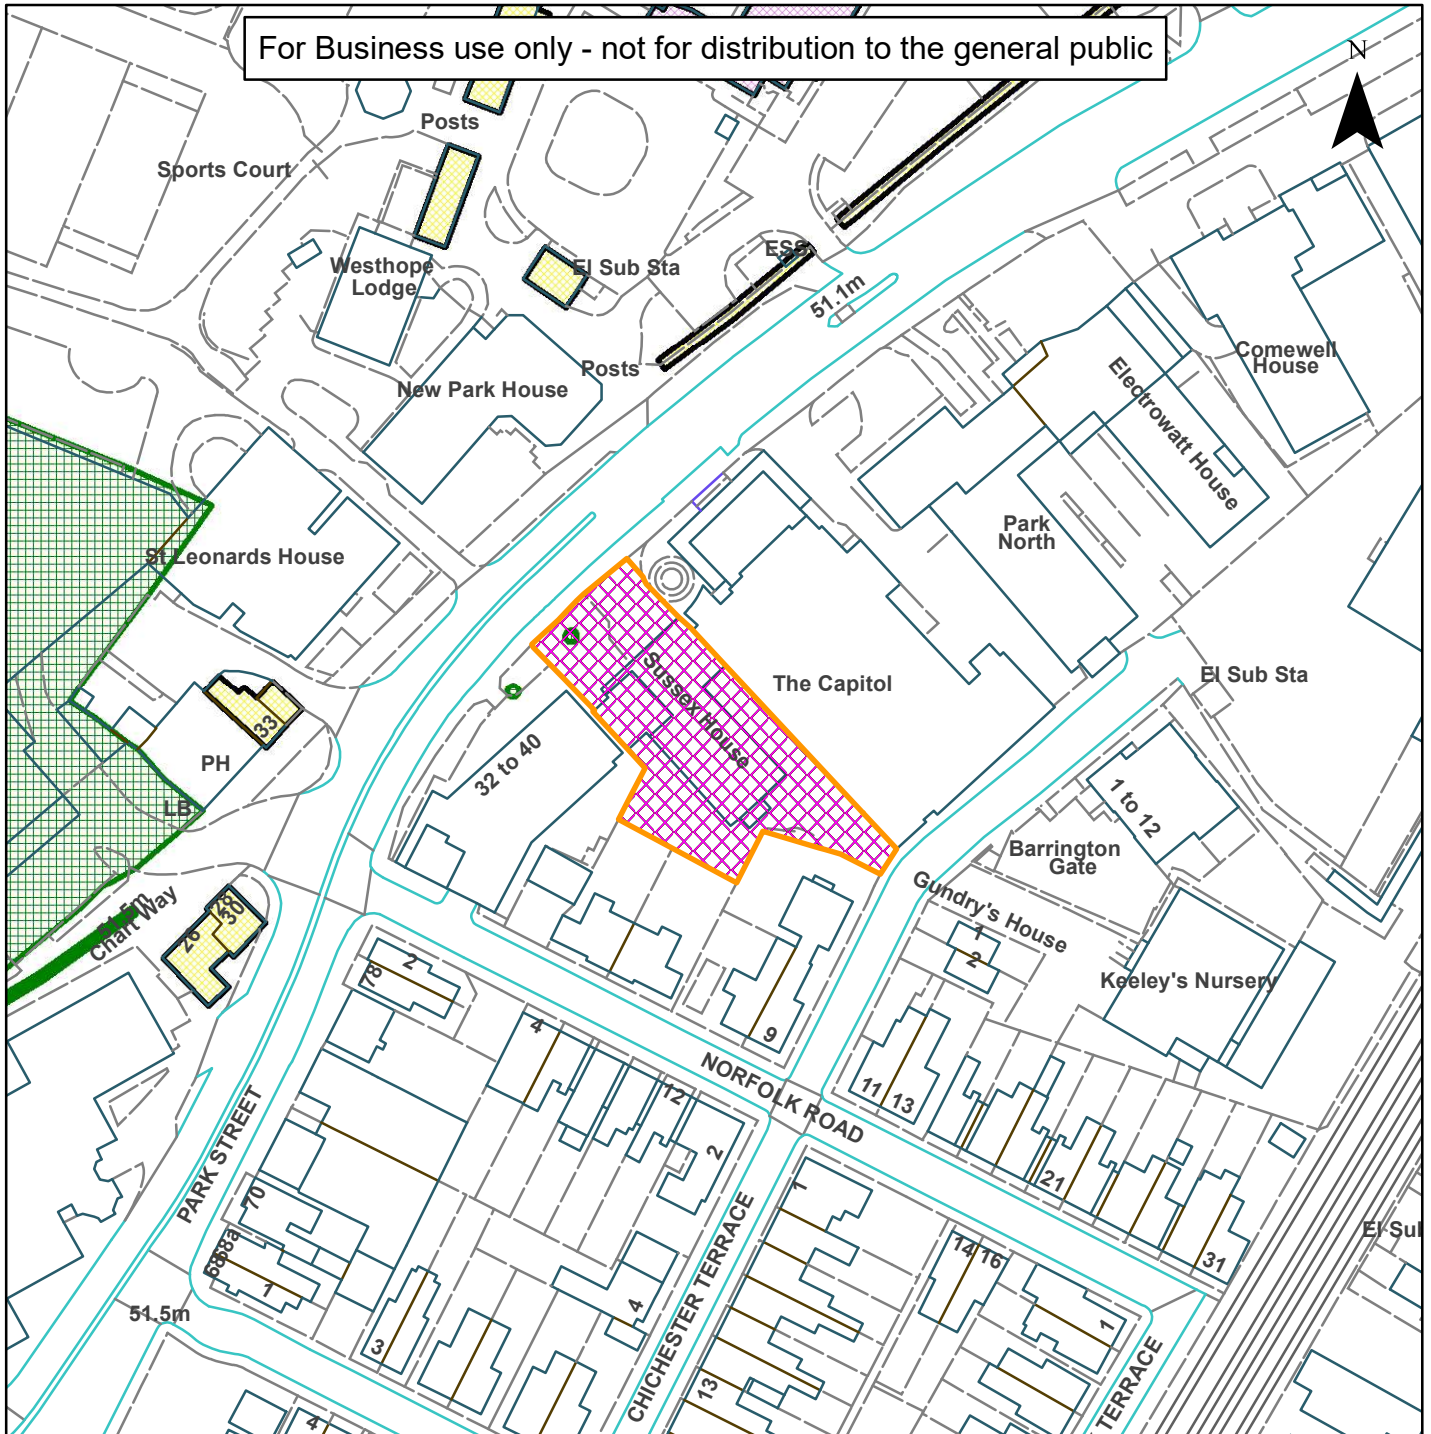 For Business use only - not for distribution to the general public
N
Posts
Sports Court
ESS
El Sub Sta
Westhope
Lodge
51.1m
Posts
New Park House
Comewell
House
Electrowatt House
Park
North
St Leonards House
Sussex House
The Capitol
El Sub Sta
33
PH
32 to 40
LB
1 to 12
Barrington
Gate
Gundry's House
28
30
26
51.5m
Chart Way
1
2
Keeley's Nursery
2
78
4
9
NORFOLK ROAD
11
13
12
2
PARK STREET
21
70
1
68a
68
1
14
16
31
El Sul
51.5m
3
4
CHICHESTER TERRACE
1
13
TERRACE
4